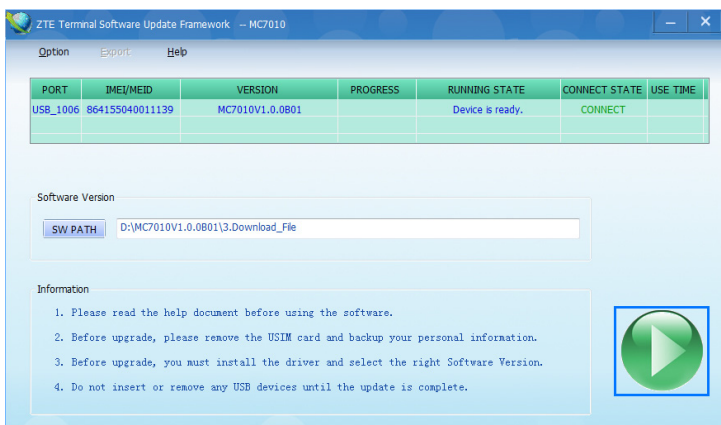 ZTE Terminal Software Update Framework -- MC7010
Option Export Help
PORT IMEI/MEID VERSION PROGRESS RUNNING STATE CONNECT STATE USE TIME
USB_1006 864155040011139 MC7010V1.0.0B01 Device is ready. CONNECT
Software Version
SW PATH D:\MC7010V1.0.0B01\3.Download_File
Information
1. Please read the help document before using the software.
2. Before upgrade, please remove the USIM card and backup your personal information.
3. Before upgrade, you must install the driver and select the right Software Version.
4. Do not insert or remove any USB devices until the update is complete.